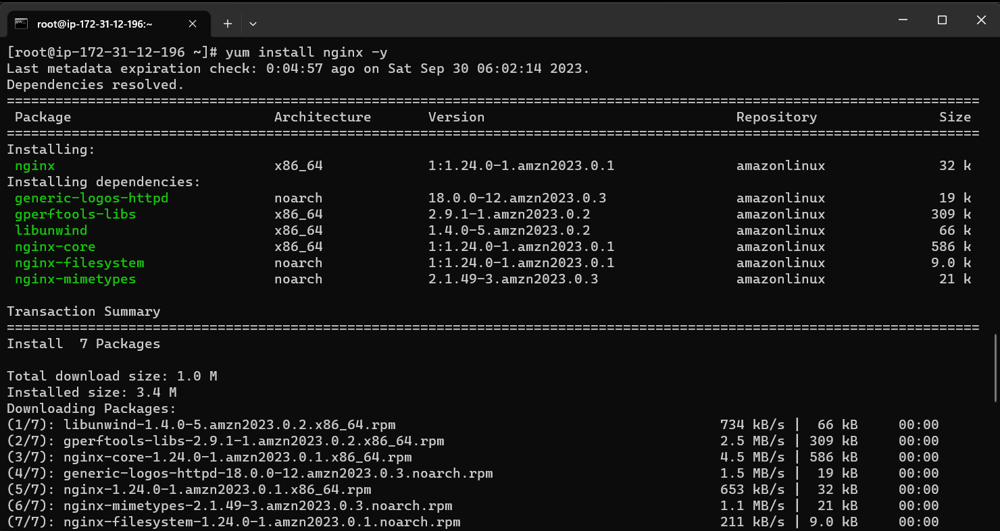 root@ip-172-31-12-196:~
[root@ip-172-31-12-196 ~]# yum install nginx -y
Last metadata expiration check: 0:04:57 ago on Sat Sep 30 06:02:14 2023.
Dependencies resolved.
========================================================================================================================
Package Architecture Version Repository Size
========================================================================================================================
Installing:
nginx x86_64 1:1.24.0-1.amzn2023.0.1 amazonlinux 32 k
Installing dependencies:
generic-logos-httpd noarch 18.0.0-12.amzn2023.0.3 amazonlinux 19 k
gperftools-libs x86_64 2.9.1-1.amzn2023.0.2 amazonlinux 309 k
libunwind x86_64 1.4.0-5.amzn2023.0.2 amazonlinux 66 k
nginx-core x86_64 1:1.24.0-1.amzn2023.0.1 amazonlinux 586 k
nginx-filesystem noarch 1:1.24.0-1.amzn2023.0.1 amazonlinux 9.0 k
nginx-mimetypes noarch 2.1.49-3.amzn2023.0.3 amazonlinux 21 k
Transaction Summary
========================================================================================================================
Install  7 Packages
Total download size: 1.0 M
Installed size: 3.4 M
Downloading Packages:
(1/7): libunwind-1.4.0-5.amzn2023.0.2.x86_64.rpm 734 kB/s | 66 kB 00:00
(2/7): gperftools-libs-2.9.1-1.amzn2023.0.2.x86_64.rpm 2.5 MB/s | 309 kB 00:00
(3/7): nginx-core-1.24.0-1.amzn2023.0.1.x86_64.rpm 4.5 MB/s | 586 kB 00:00
(4/7): generic-logos-httpd-18.0.0-12.amzn2023.0.3.noarch.rpm 1.5 MB/s | 19 kB 00:00
(5/7): nginx-1.24.0-1.amzn2023.0.1.x86_64.rpm 653 kB/s | 32 kB 00:00
(6/7): nginx-mimetypes-2.1.49-3.amzn2023.0.3.noarch.rpm 1.1 MB/s | 21 kB 00:00
(7/7): nginx-filesystem-1.24.0-1.amzn2023.0.1.noarch.rpm 211 kB/s | 9.0 kB 00:00